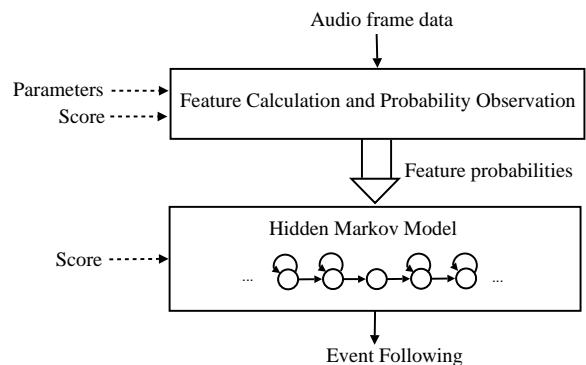 Audio frame data
Parameters
Feature Calculation and Probability Observation
Score
Feature probabilities
Hidden Markov Model
Score
... ...
Event Following